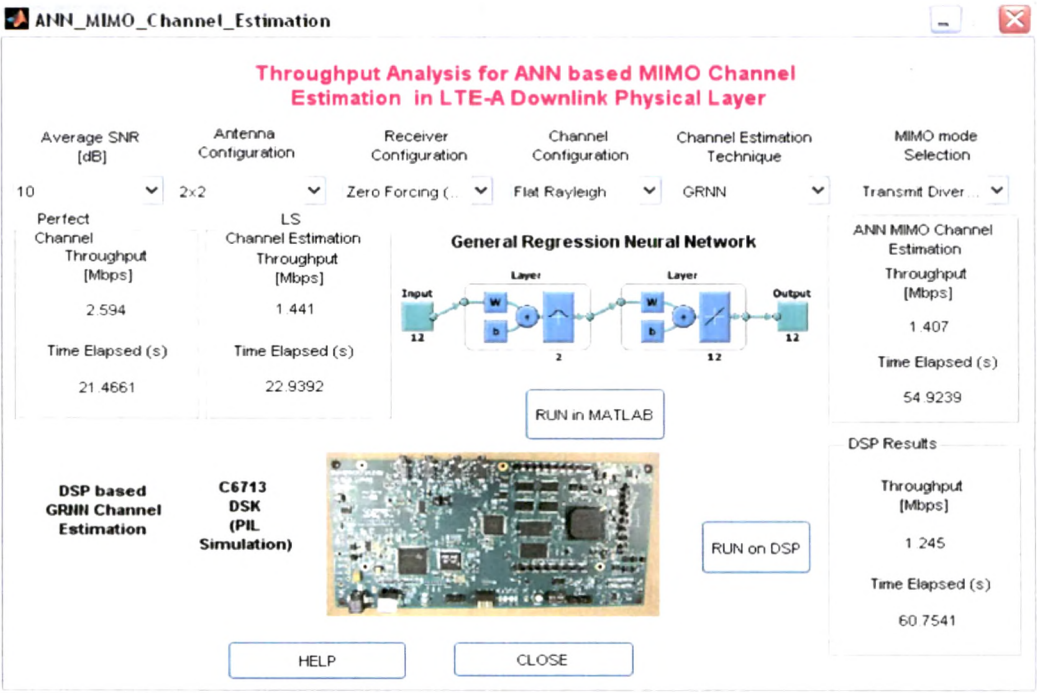 ANN_MIMO_Channel_Estimation
Throughput Analysis for ANN based MIMO Channel
Estimation in LTE-A Downlink Physical Layer
Average SNR
[dB]
Antenna
Configuration
Receiver
Configuration
Channel
Configuration
Channel Estimation
Technique
MIMO mode
Selection
10
2x2
Zero Forcing (..
Flat Rayleigh
GRNN
Transmit Diver ...
Perfect
Channel
Throughput
[Mbps]
2.594
Time Elapsed (s)
21.4661
LS
Channel Estimation
Throughput
[Mbps]
1.441
Time Elapsed (s)
22.9392
General Regression Neural Network
Layer
Layer
Input
W
b
+
W
b
+
Output
12
2
12
12
RUN in MATLAB
ANN MIMO Channel
Estimation
Throughput
[Mbps]
1.407
Time Elapsed (s)
54.9239
DSP based
GRNN Channel
Estimation
C6713
DSK
(PIL
Simulation)
RUN on DSP
DSP Results
Throughput
[Mbps]
1 245
Time Elapsed (s)
60.7541
HELP
CLOSE